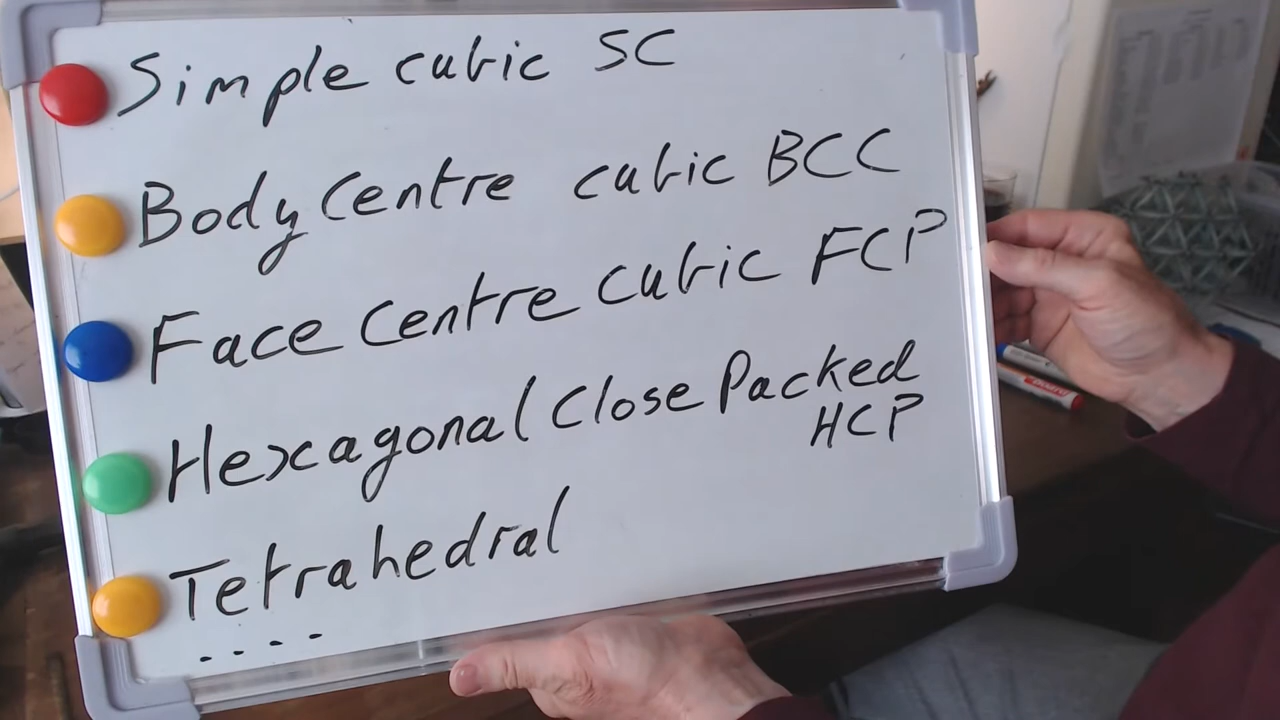 Simple cubic SC
Body Centre cubic BCC
Face Centre cubic FCP
Hexagonal Close Packed
HCP
Tetrahedral
....